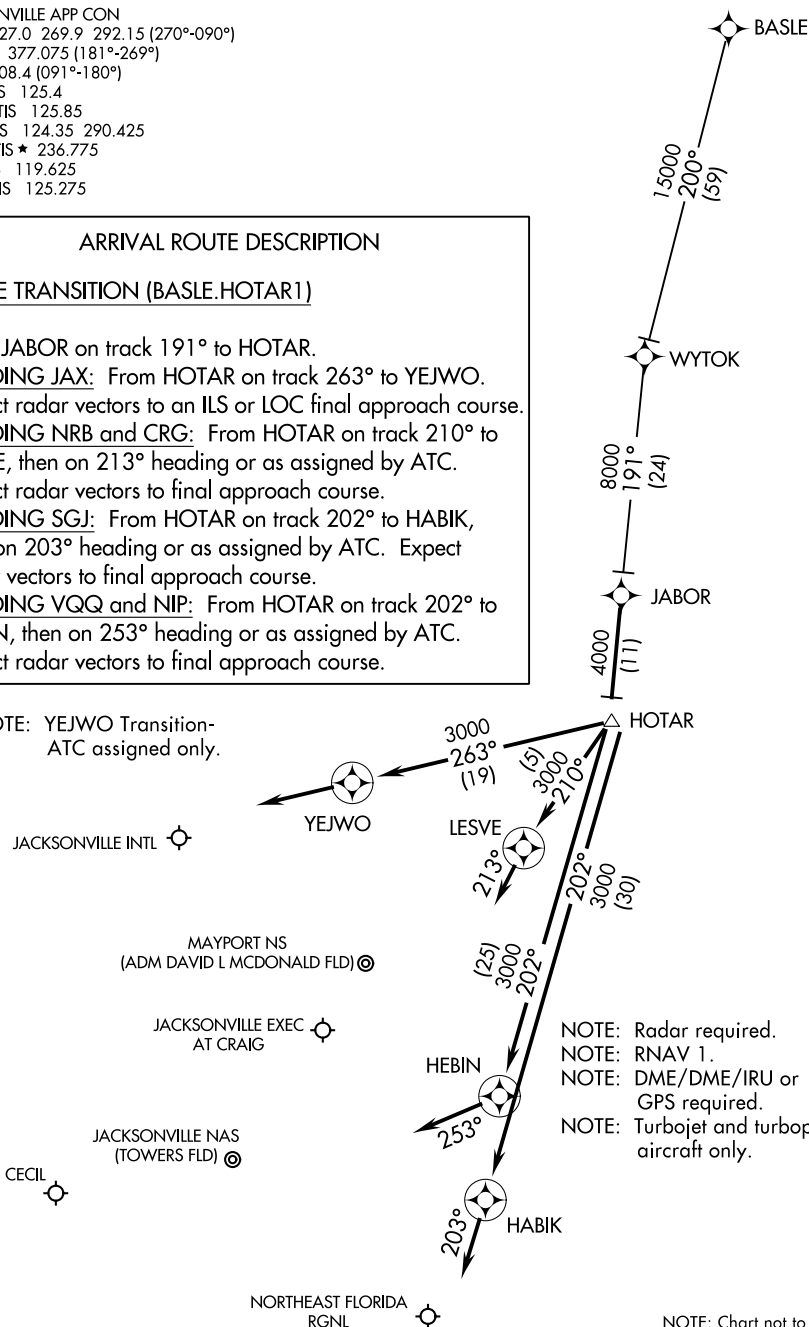 NVILLE APP CON
27.0 269.9 292.15 (270°-090°)
377.075 (181°-269°)
08.4 (091°-180°)
S 125.4
TIS 125.85
S 124.35 290.425
TIS ★ 236.775
119.625
IS 125.275
ARRIVAL ROUTE DESCRIPTION
E TRANSITION (BASLE.HOTAR1)
JABOR on track 191° to HOTAR.
DING JAX: From HOTAR on track 263° to YEJWO.
ct radar vectors to an ILS or LOC final approach course.
DING NRB and CRG: From HOTAR on track 210° to
E, then on 213° heading or as assigned by ATC.
ct radar vectors to final approach course.
DING SGJ: From HOTAR on track 202° to HABIK,
on 203° heading or as assigned by ATC. Expect
r vectors to final approach course.
DING VQQ and NIP: From HOTAR on track 202° to
N, then on 253° heading or as assigned by ATC.
ct radar vectors to final approach course.
BASLE
15000
200°
(59)
WYTOK
8000
191°
(24)
JABOR
4000
(11)
HOTAR
OTE: YEJWO Transition-
ATC assigned only.
3000
263°
(19)
YEJWO
(5)
3000
210°
LESVE
213°
JACKSONVILLE INTL
202°
3000
(30)
(25)
3000
202°
MAYPORT NS
(ADM DAVID L MCDONALD FLD)
JACKSONVILLE EXEC
AT CRAIG
HEBIN
253°
NOTE: Radar required.
NOTE: RNAV 1.
NOTE: DME/DME/IRU or
GPS required.
NOTE: Turbojet and turbop
aircraft only.
JACKSONVILLE NAS
(TOWERS FLD)
CECIL
HABIK
203°
NORTHEAST FLORIDA
RGNL
NOTE: Chart not to